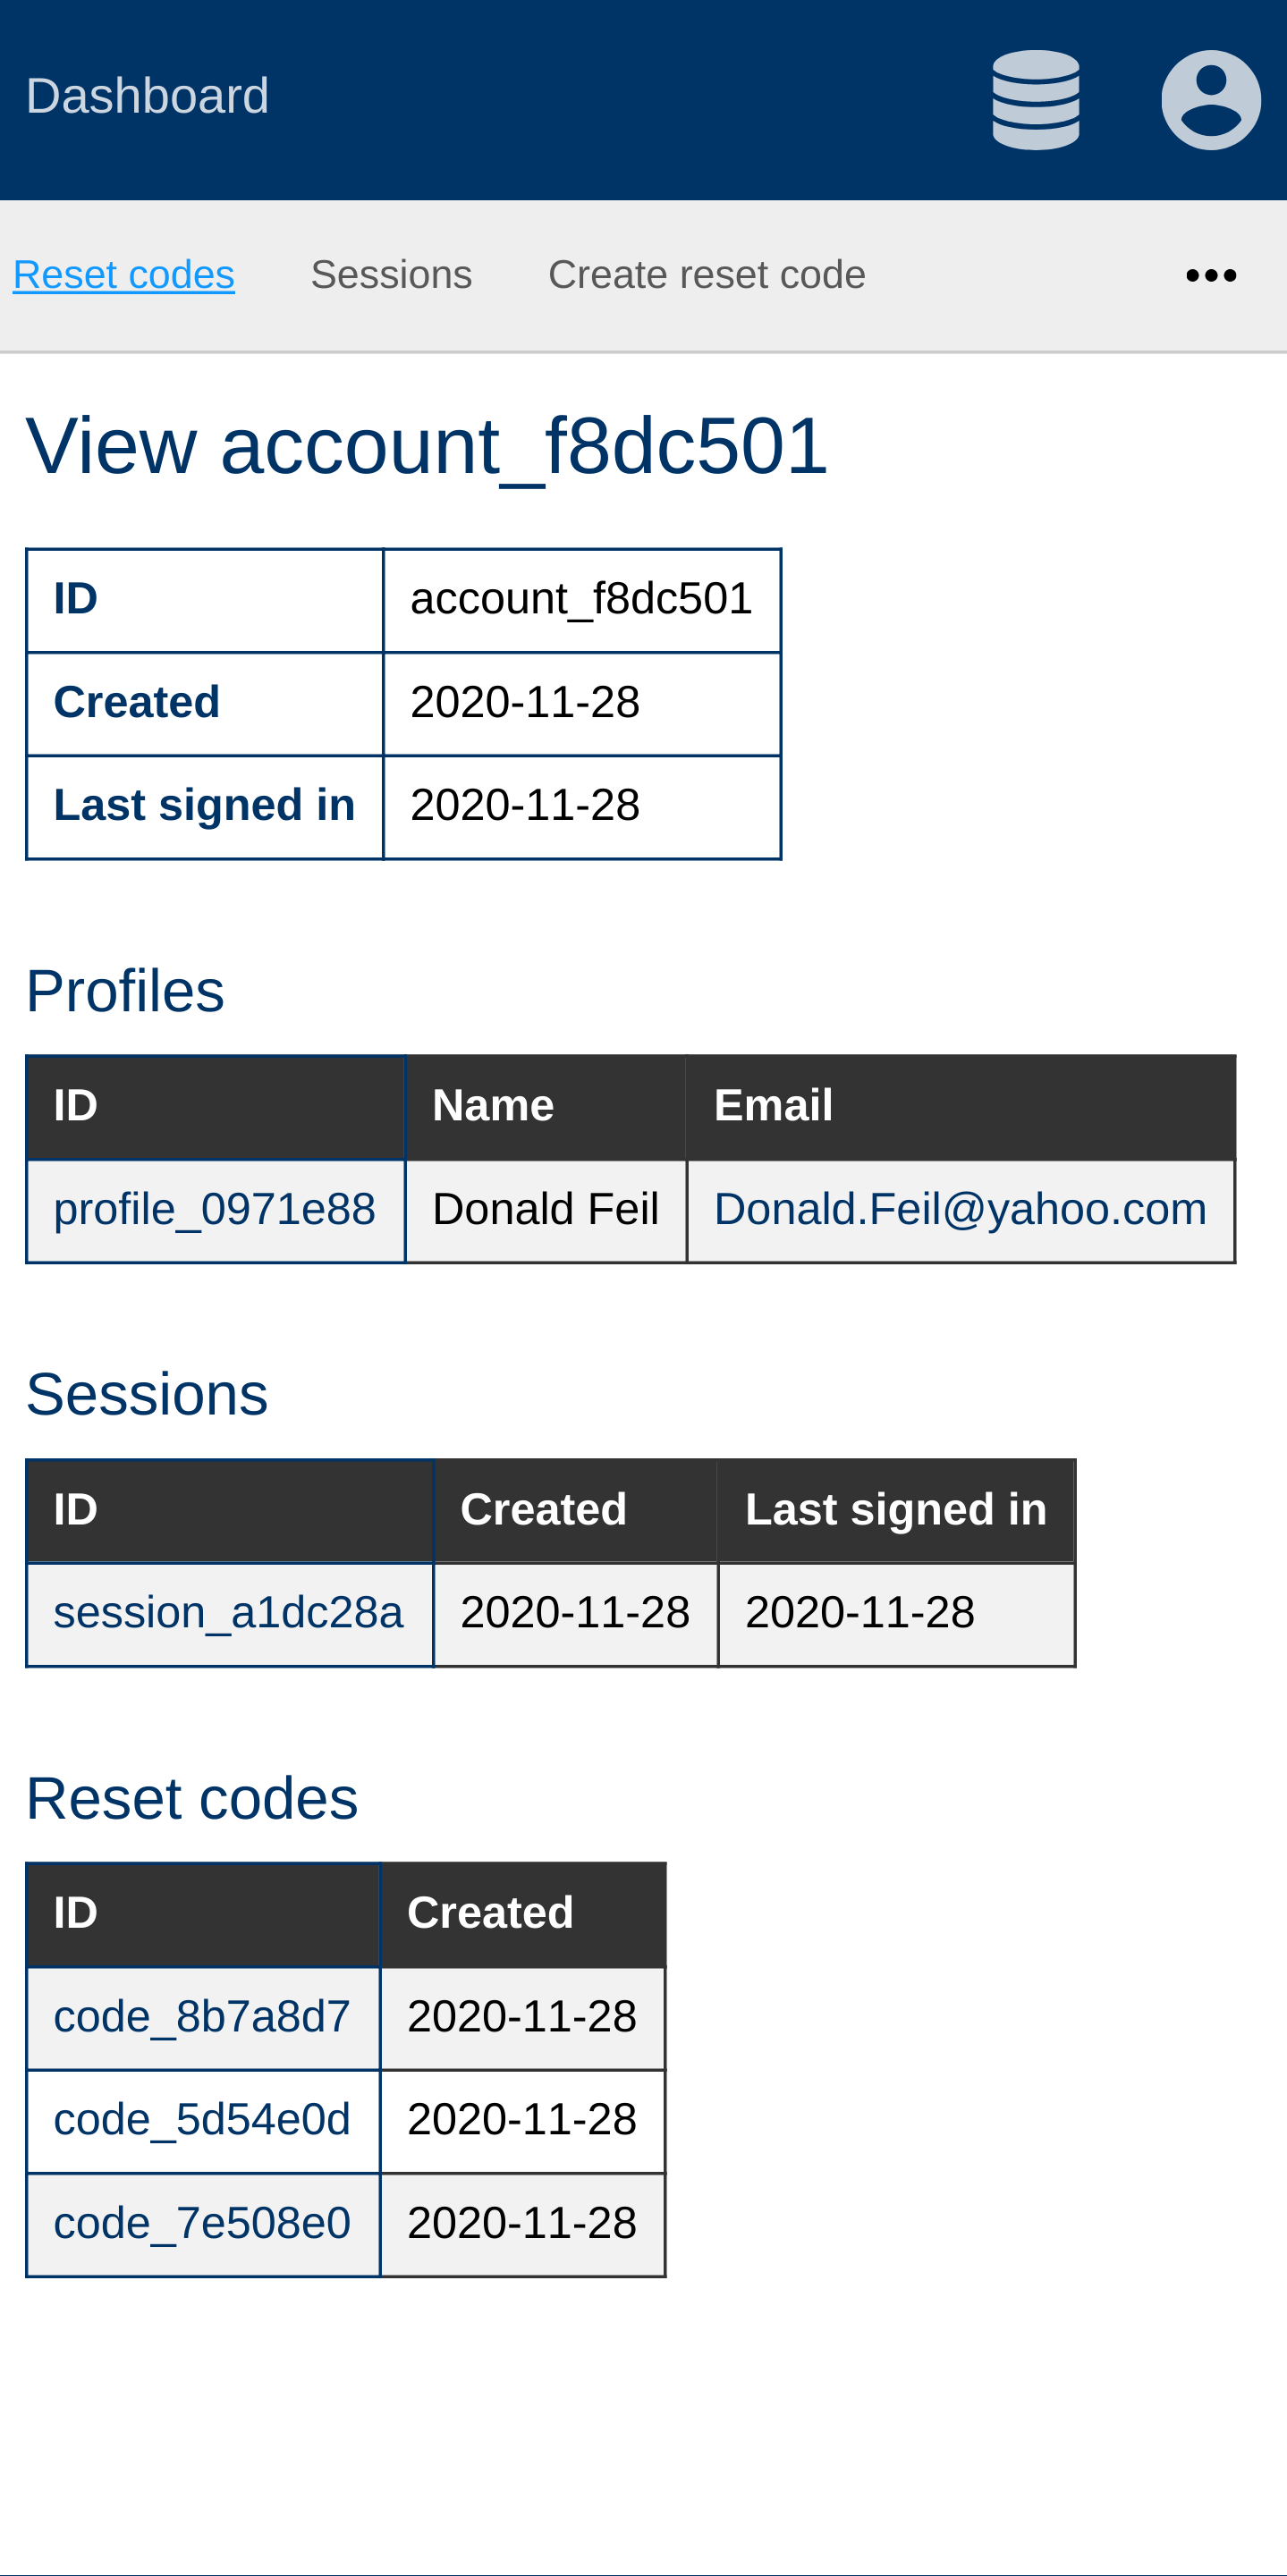 Dashboard
Reset codes Sessions Create reset code •••
View account_f8dc501
ID account_f8dc501
Created 2020-11-28
Last signed in 2020-11-28
Profiles
ID Name Email
profile_0971e88 Donald Feil Donald.Feil@yahoo.com
Sessions
ID Created Last signed in
session_a1dc28a 2020-11-28 2020-11-28
Reset codes
ID Created
code_8b7a8d7 2020-11-28
code_5d54e0d 2020-11-28
code_7e508e0 2020-11-28